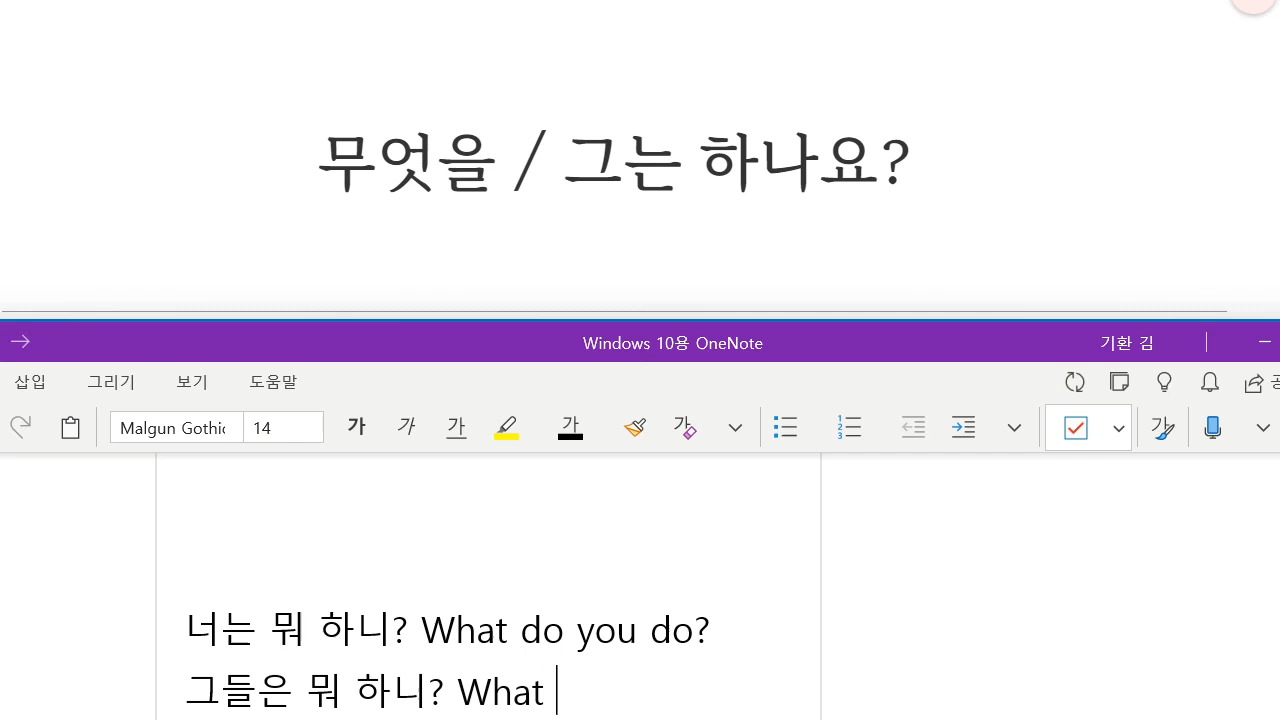 무엇을 / 그는 하나요?
Windows 10용 OneNote 기환 김
삽입 그리기 보기 도움말
Malgun Gothic 14 가 가 가 가 가 가
너는 뭐 하니? What do you do?
그들은 뭐 하니? What